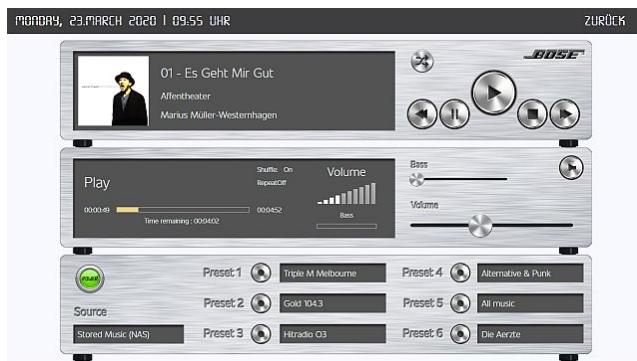 MONDAY, 23.MARCH 2020 | 09:55 UHR
ZURÜCK
01 - Es Geht Mir Gut
Affentheater
Marius Müller-Westernhagen
BOSE
Play
Shuffle: On
RepeatOff
Volume
00:00:49
00:04:52
Time remaining : 00:04:02
Bass
Bass
Volume
POWER
Source
Stored Music (NAS)
Preset 1
Triple M Melbourne
Preset 2
Gold 104.3
Preset 3
Hitradio O3
Preset 4
Alternative & Punk
Preset 5
All music
Preset 6
Die Aerzte